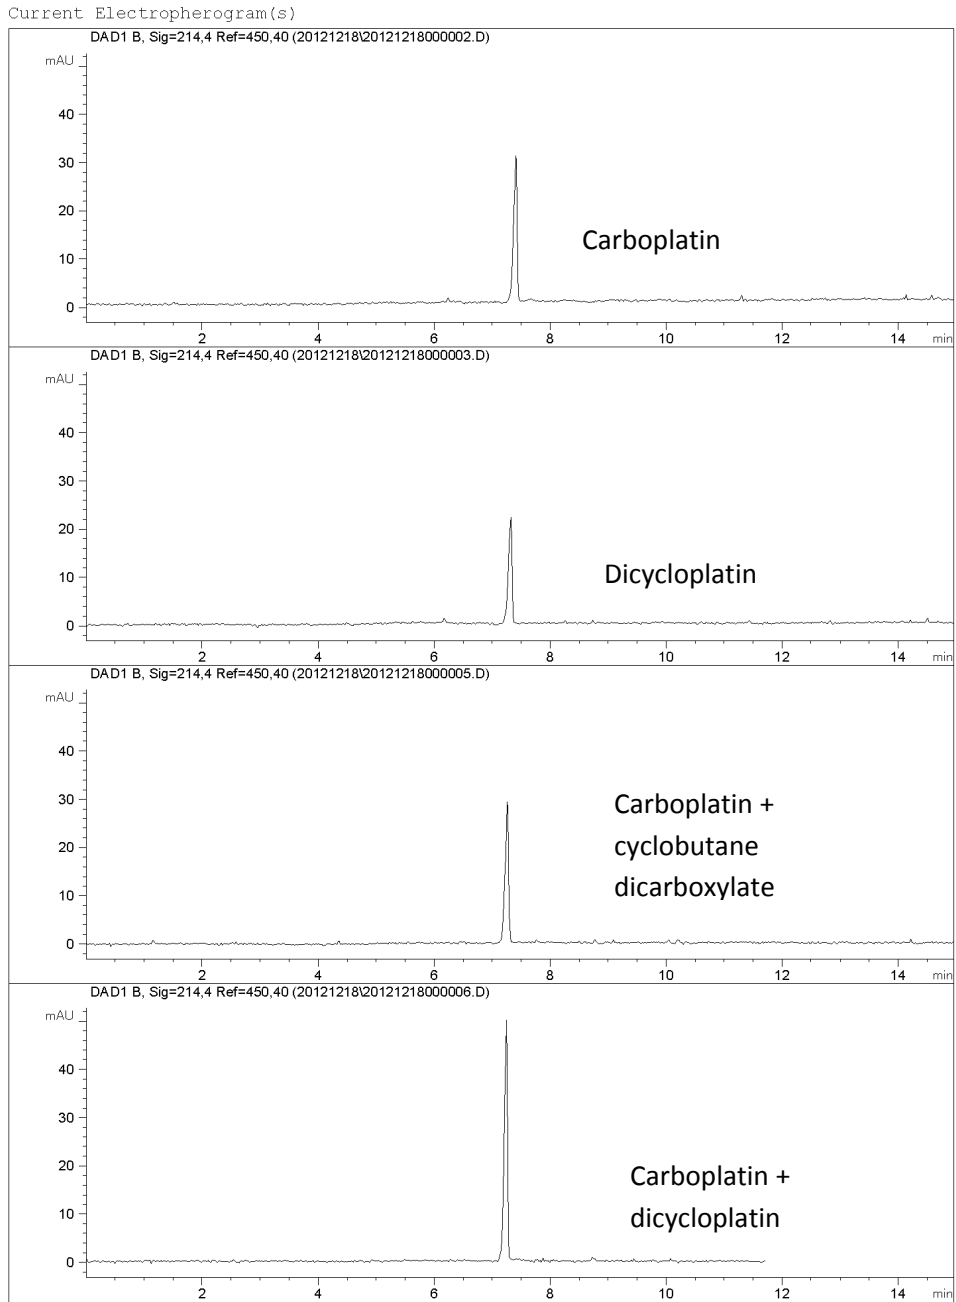 Current Electropherogram(s)
DAD1 B, Sig=214,4 Ref=450,40 (20121218\20121218000002.D)
mAU
40
30
20
10
0
Carboplatin
2 4 6 8 10 12 14 min
DAD1 B, Sig=214,4 Ref=450,40 (20121218\20121218000003.D)
mAU
40
30
20
10
0
Dicycloplatin
2 4 6 8 10 12 14 min
DAD1 B, Sig=214,4 Ref=450,40 (20121218\20121218000005.D)
mAU
40
30
20
10
0
Carboplatin +
cyclobutane
dicarboxylate
2 4 6 8 10 12 14 min
DAD1 B, Sig=214,4 Ref=450,40 (20121218\20121218000006.D)
mAU
40
30
20
10
0
Carboplatin +
dicycloplatin
2 4 6 8 10 12 14 min